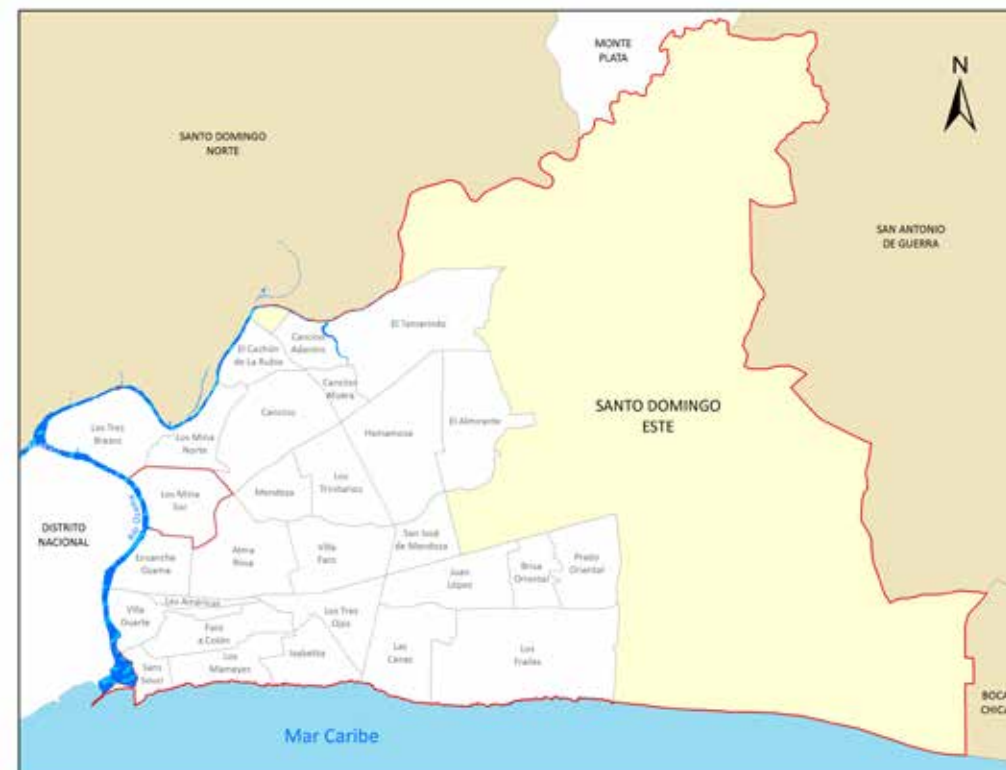 MONTE
PLATA
N
SANTO DOMINGO
NORTE
SAN ANTONIO
DE GUERRA
El Tamarindo
Cancino
Adentro
El Cachón
de La Rubia
Cancino
Afuera
Cancino
El Almirante
SANTO DOMINGO
ESTE
Los Tres
Brazos
Los Mina
Norte
Hainamosa
Los Mina
Sur
Mendoza
Los
Trinitarios
Río Ozama
DISTRITO
NACIONAL
San José
de Mendoza
Alma
Rosa
Villa
Faro
Ensanche
Ozama
Juan
López
Brisa
Oriental
Prado
Oriental
Las Américas
Villa
Duarte
Faro
a Colón
Los Tres
Ojos
Sans
Souci
Los
Mameyes
Isabelita
Las
Cañas
Los
Frailes
BOCA
CHICA
Mar Caribe